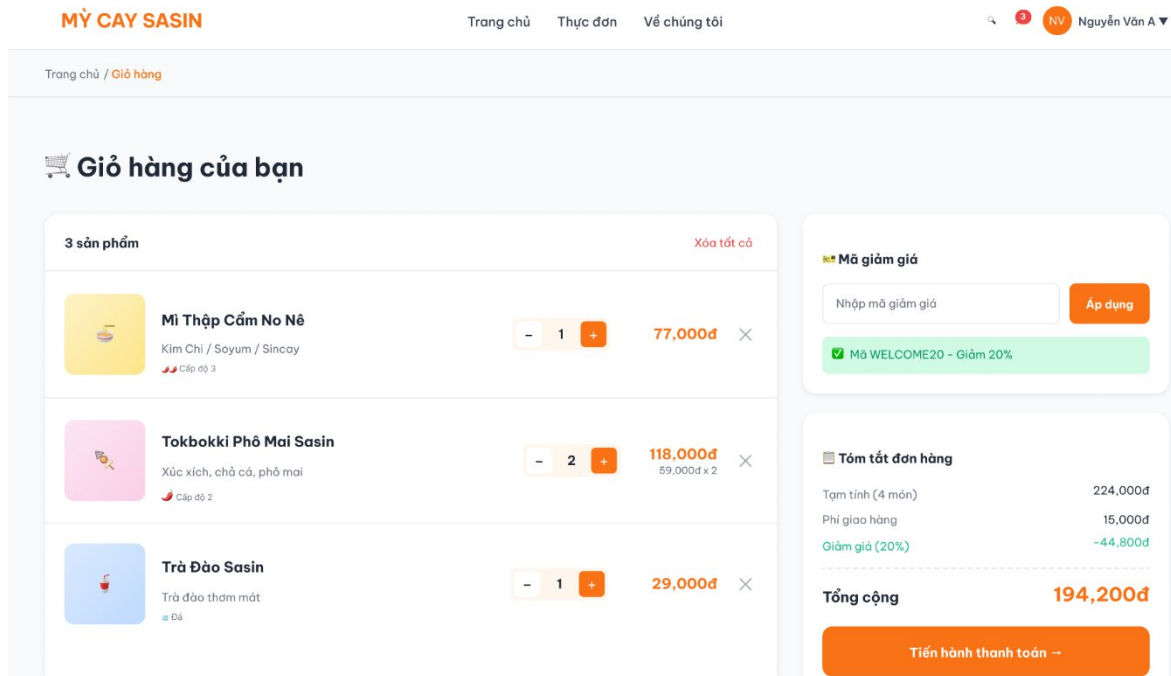 MỲ CAY SASIN
Trang chủ Thực đơn Về chúng tôi
3 NV Nguyễn Văn A ▼
Trang chủ / Giỏ hàng
Giỏ hàng của bạn
3 sản phẩm Xóa tất cả
Mì Thập Cẩm No Nê
Kim Chi / Soyum / Sincay
Cấp độ 3
– 1 + 77,000đ
Tokbokki Phô Mai Sasin
Xúc xích, chả cá, phô mai
Cấp độ 2
– 2 + 118,000đ
59,000đ x 2
Trà Đào Sasin
Trà đào thơm mát
Đá
– 1 + 29,000đ
Mã giảm giá
Nhập mã giảm giá Áp dụng
Mã WELCOME20 - Giảm 20%
Tóm tắt đơn hàng
Tạm tính (4 món) 224,000đ
Phí giao hàng 15,000đ
Giảm giá (20%) -44,800đ
Tổng cộng 194,200đ
Tiến hành thanh toán →